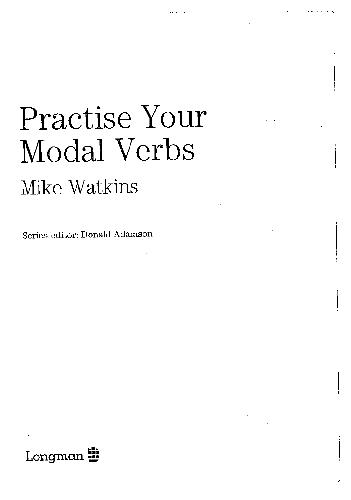 Practise Your
Modal Verbs
Mike Watkins
Series editor: Donald Adamson
Longman